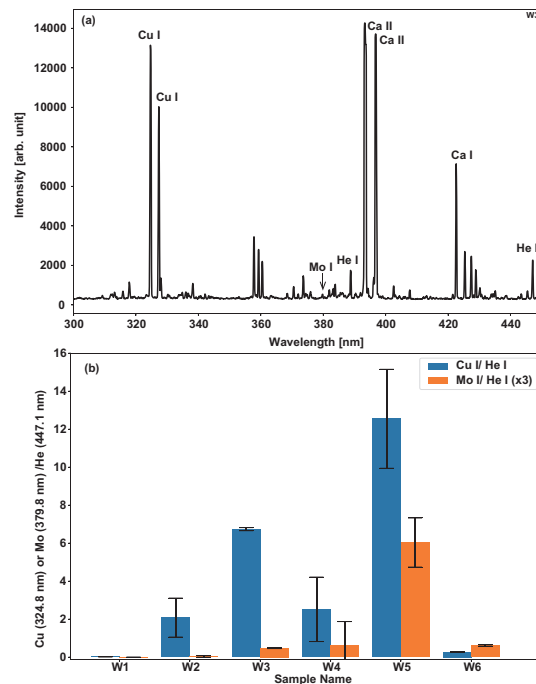 (a)
Cu I
Cu I
Mo I
He I
Ca II
Ca II
Ca I
He I
14000
12000
10000
8000
6000
4000
2000
0
Intensity [arb. unit]
300
320
340
360
380
400
420
440
Wavelength [nm]
(b)
Cu I/ He I
Mo I/ He I (x3)
16
14
12
10
8
6
4
2
0
Cu (324.8 nm) or Mo (379.8 nm) /He (447.1 nm)
W1
W2
W3
W4
W5
W6
Sample Name